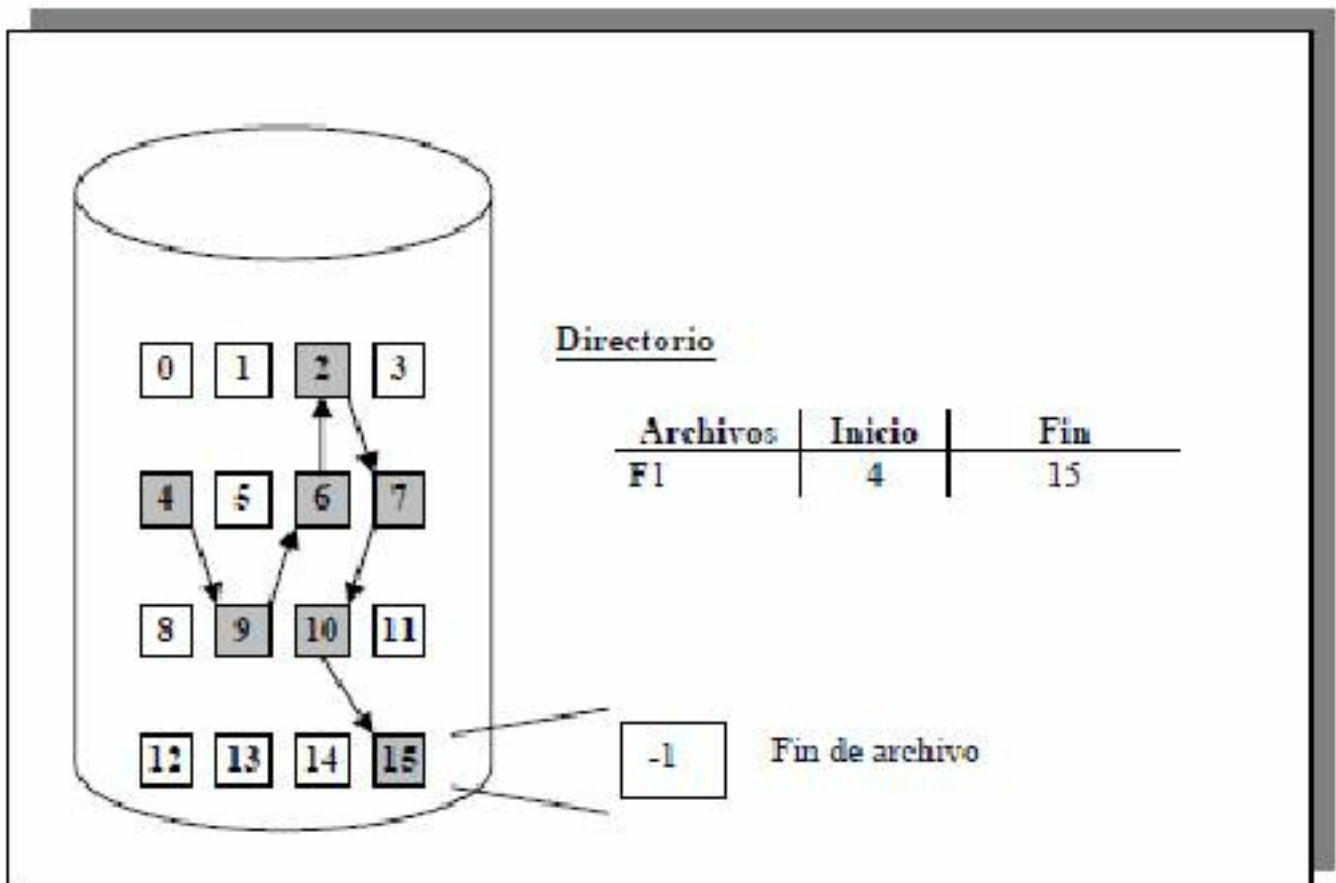 0 1 2 3
Directorio
Archivos Inicio Fin
F1 4 15
4 5 6 7
8 9 10 11
12 13 14 15
-1 Fin de archivo